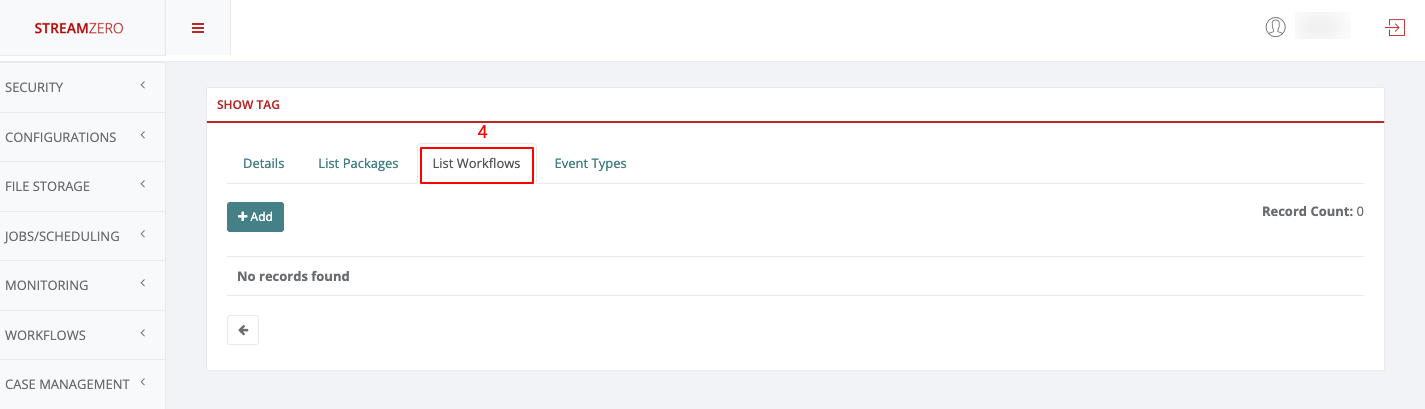 STREAMZERO
SECURITY
CONFIGURATIONS
FILE STORAGE
JOBS/SCHEDULING
MONITORING
WORKFLOWS
CASE MANAGEMENT
SHOW TAG
4
Details List Packages List Workflows Event Types
+ Add
Record Count: 0
No records found